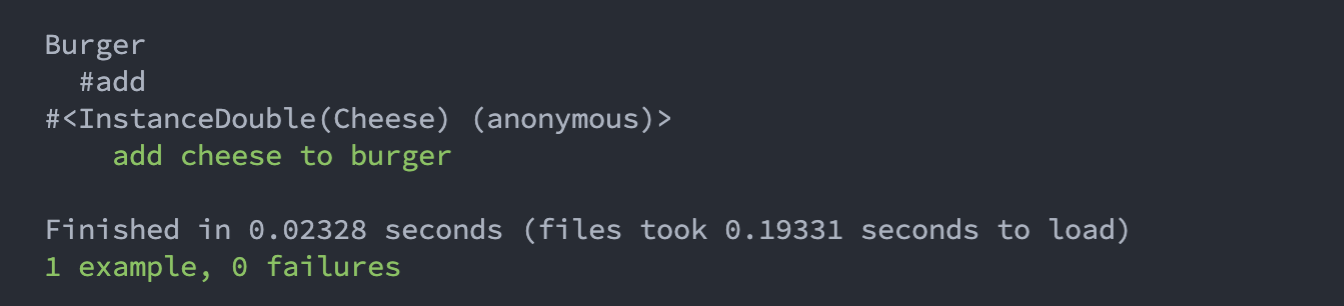 Burger
  #add
#<InstanceDouble(Cheese) (anonymous)>
    add cheese to burger

Finished in 0.02328 seconds (files took 0.19331 seconds to load)
1 example, 0 failures